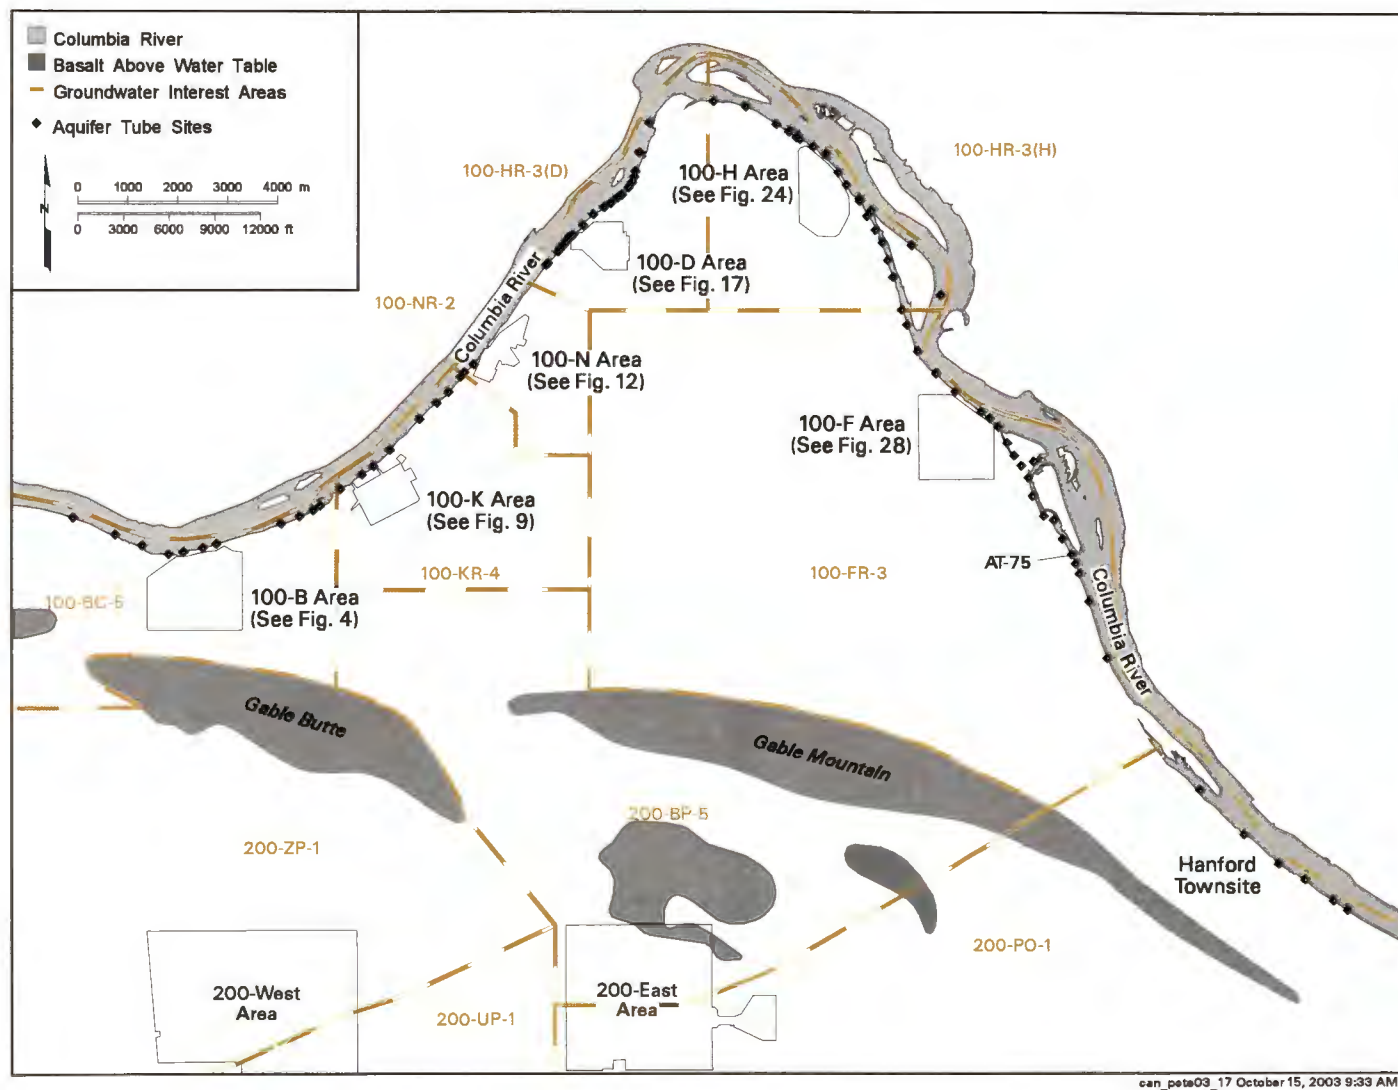 Columbia River
Basalt Above Water Table
Groundwater Interest Areas
Aquifer Tube Sites
N
0 1000 2000 3000 4000 m
0 3000 6000 9000 12000 ft
100-HR-3(D)
100-HR-3(H)
100-H Area
(See Fig. 24)
100-D Area
(See Fig. 17)
100-NR-2
Columbia River
100-N Area
(See Fig. 12)
100-F Area
(See Fig. 28)
100-K Area
(See Fig. 9)
AT-75
100-KR-4
100-FR-3
100-BC-5
100-B Area
(See Fig. 4)
Columbia River
Gable Butte
Gable Mountain
200-ZP-1
200-BP-5
Hanford
Townsite
200-PO-1
200-West
Area
200-UP-1
200-East
Area
can_pste03_17 October 15, 2003 9:33 AM